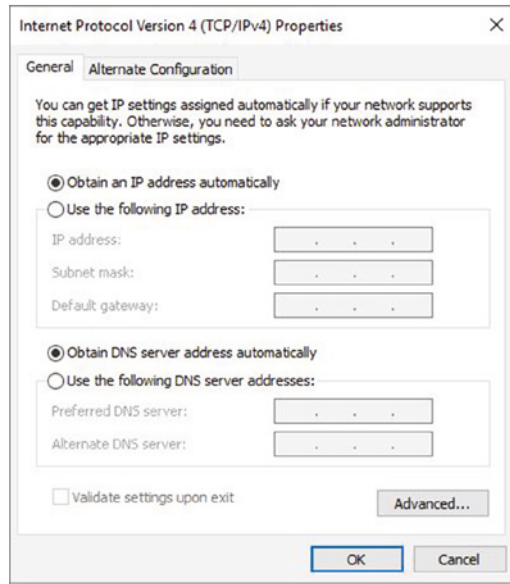 Internet Protocol Version 4 (TCP/IPv4) Properties
General
Alternate Configuration
You can get IP settings assigned automatically if your network supports
this capability. Otherwise, you need to ask your network administrator
for the appropriate IP settings.
Obtain an IP address automatically
Use the following IP address:
IP address:
Subnet mask:
Default gateway:
Obtain DNS server address automatically
Use the following DNS server addresses:
Preferred DNS server:
Alternate DNS server:
Validate settings upon exit
Advanced...
OK
Cancel